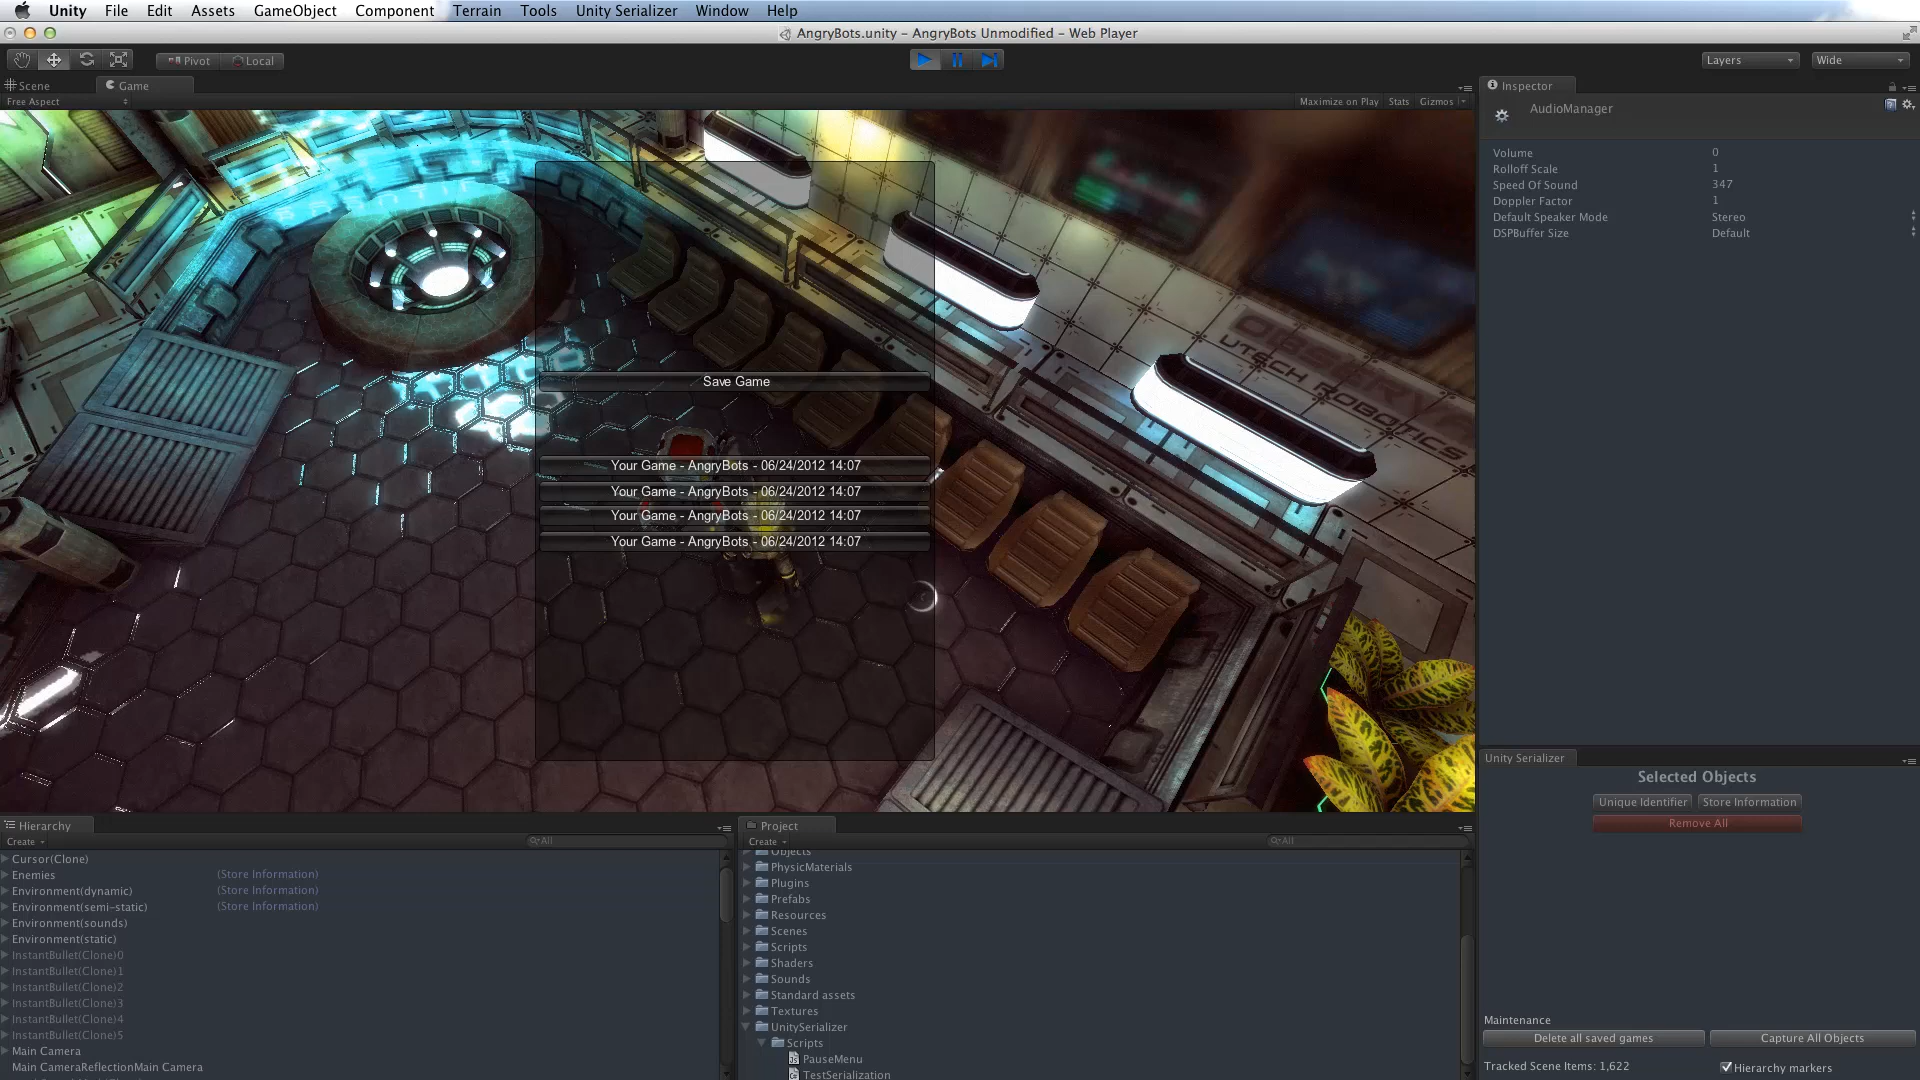 Unity File Edit Assets GameObject Component Terrain Tools Unity Serializer Window Help
AngryBots.unity - AngryBots Unmodified - Web Player
Pivot Local
Layers Wide
Scene Game
Free Aspect
Maximize on Play Stats Gizmos
Save Game
Your Game - AngryBots - 06/24/2012 14:07
Your Game - AngryBots - 06/24/2012 14:07
Your Game - AngryBots - 06/24/2012 14:07
Your Game - AngryBots - 06/24/2012 14:07
UTECH ROBOTICS
Inspector
AudioManager
Volume 0
Rolloff Scale 1
Speed Of Sound 347
Doppler Factor 1
Default Speaker Mode Stereo
DSPBuffer Size Default
Unity Serializer
Selected Objects
Unique Identifier Store Information
Remove All
Maintenance
Delete all saved games Capture All Objects
Tracked Scene Items: 1,622 Hierarchy markers
Hierarchy
Create All
Cursor(Clone)
Enemies (Store Information)
Environment(dynamic) (Store Information)
Environment(semi-static) (Store Information)
Environment(sounds)
Environment(static)
InstantBullet(Clone)0
InstantBullet(Clone)1
InstantBullet(Clone)2
InstantBullet(Clone)3
InstantBullet(Clone)4
InstantBullet(Clone)5
Main Camera
Main CameraReflectionMain Camera
Project
Create All
Objects
PhysicMaterials
Plugins
Prefabs
Resources
Scenes
Scripts
Shaders
Sounds
Standard assets
Textures
UnitySerializer
Scripts
PauseMenu
TestSerialization